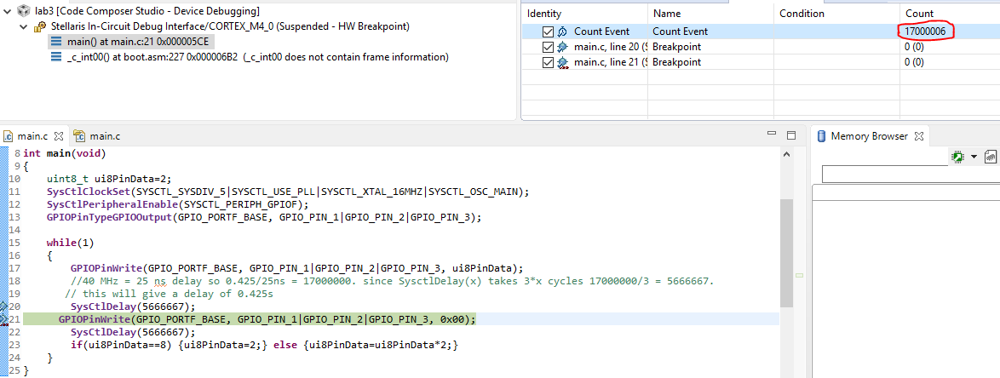 lab3 [Code Composer Studio - Device Debugging]
Stellaris In-Circuit Debug Interface/CORTEX_M4_0 (Suspended - HW Breakpoint)
main() at main.c:21 0x000005CE
_c_int00() at boot.asm:227 0x000006B2 (_c_int00 does not contain frame information)
Identity Name Condition Count
Count Event Count Event 17000006
main.c, line 20 (S Breakpoint 0 (0)
main.c, line 21 (S Breakpoint 0 (0)
main.c main.c
8 int main(void)
9 {
10 uint8_t ui8PinData=2;
11 SysCtlClockSet(SYSCTL_SYSDIV_5|SYSCTL_USE_PLL|SYSCTL_XTAL_16MHZ|SYSCTL_OSC_MAIN);
12 SysCtlPeripheralEnable(SYSCTL_PERIPH_GPIOF);
13 GPIOPinTypeGPIOOutput(GPIO_PORTF_BASE, GPIO_PIN_1|GPIO_PIN_2|GPIO_PIN_3);
14
15 while(1)
16 {
17 GPIOPinWrite(GPIO_PORTF_BASE, GPIO_PIN_1|GPIO_PIN_2|GPIO_PIN_3, ui8PinData);
18 //40 MHz = 25 ns delay so 0.425/25ns = 17000000. since SysctlDelay(x) takes 3*x cycles 17000000/3 = 5666667.
19 // this will give a delay of 0.425s
20 SysCtlDelay(5666667);
21 GPIOPinWrite(GPIO_PORTF_BASE, GPIO_PIN_1|GPIO_PIN_2|GPIO_PIN_3, 0x00);
22 SysCtlDelay(5666667);
23 if(ui8PinData==8) {ui8PinData=2;} else {ui8PinData=ui8PinData*2;}
24 }
25 }
Memory Browser